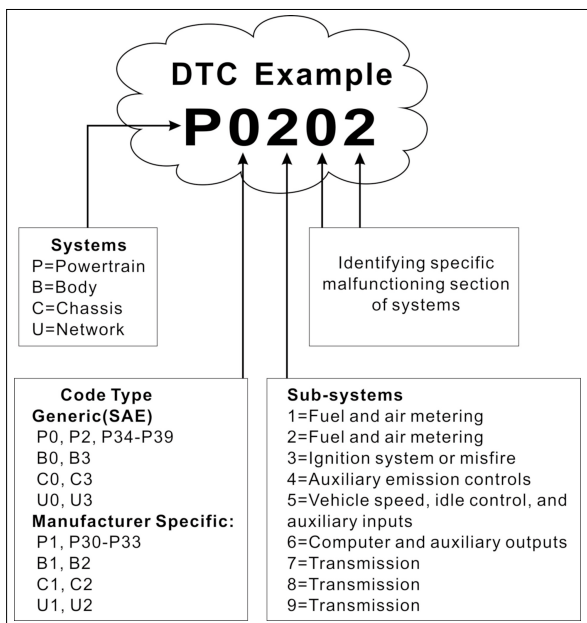 DTC Example
P0202
Systems
P=Powertrain
B=Body
C=Chassis
U=Network
Identifying specific
malfunctioning section
of systems
Code Type
Generic(SAE)
P0, P2, P34-P39
B0, B3
C0, C3
U0, U3
Manufacturer Specific:
P1, P30-P33
B1, B2
C1, C2
U1, U2
Sub-systems
1=Fuel and air metering
2=Fuel and air metering
3=Ignition system or misfire
4=Auxiliary emission controls
5=Vehicle speed, idle control, and
auxiliary inputs
6=Computer and auxiliary outputs
7=Transmission
8=Transmission
9=Transmission